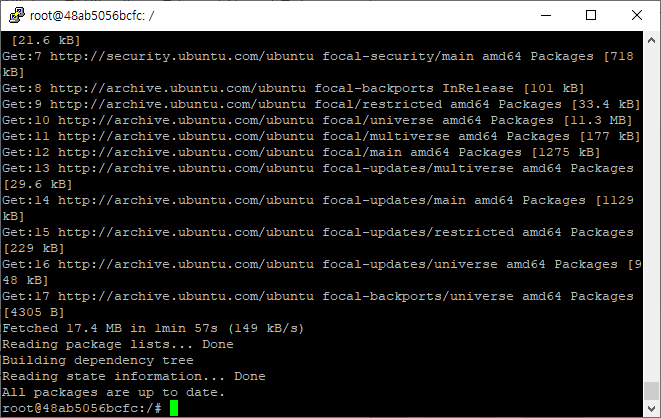 root@48ab5056bcfc: /
 [21.6 kB]
Get:7 http://security.ubuntu.com/ubuntu focal-security/main amd64 Packages [718
kB]
Get:8 http://archive.ubuntu.com/ubuntu focal-backports InRelease [101 kB]
Get:9 http://archive.ubuntu.com/ubuntu focal/restricted amd64 Packages [33.4 kB]
Get:10 http://archive.ubuntu.com/ubuntu focal/universe amd64 Packages [11.3 MB]
Get:11 http://archive.ubuntu.com/ubuntu focal/multiverse amd64 Packages [177 kB]
Get:12 http://archive.ubuntu.com/ubuntu focal/main amd64 Packages [1275 kB]
Get:13 http://archive.ubuntu.com/ubuntu focal-updates/multiverse amd64 Packages
[29.6 kB]
Get:14 http://archive.ubuntu.com/ubuntu focal-updates/main amd64 Packages [1129
kB]
Get:15 http://archive.ubuntu.com/ubuntu focal-updates/restricted amd64 Packages
[229 kB]
Get:16 http://archive.ubuntu.com/ubuntu focal-updates/universe amd64 Packages [9
48 kB]
Get:17 http://archive.ubuntu.com/ubuntu focal-backports/universe amd64 Packages
[4305 B]
Fetched 17.4 MB in 1min 57s (149 kB/s)
Reading package lists... Done
Building dependency tree
Reading state information... Done
All packages are up to date.
root@48ab5056bcfc:/#